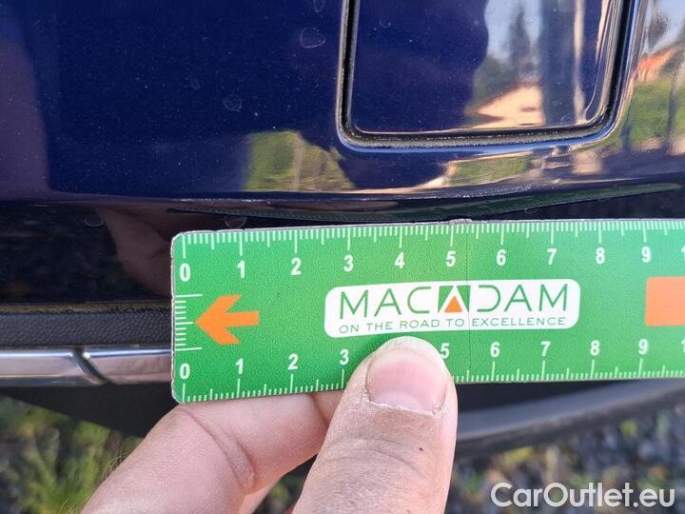 0 1 2 3 4 5 6 7 8 9
MACADAM
ON THE ROAD TO EXCELLENCE
0 1 2 3 5 6 7 8 9
CarOutlet.eu